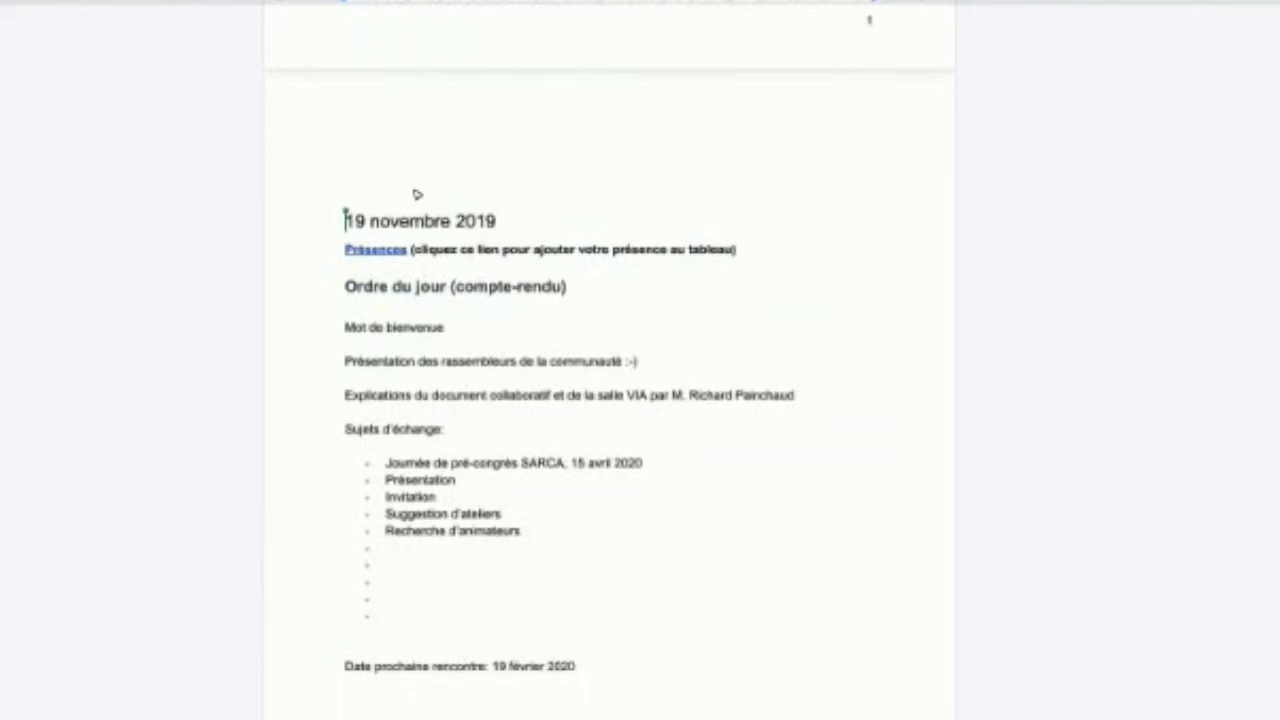 1
19 novembre 2019
Présences (cliquez ce lien pour ajouter votre présence au tableau)
Ordre du jour (compte-rendu)
Mot de bienvenue
Présentation des rassembleurs de la communauté :-)
Explications du document collaboratif et de la salle VIA par M. Richard Painchaud
Sujets d'échange:
- Journée de pré-congrès SARCA, 15 avril 2020
- Présentation
- Invitation
- Suggestion d'ateliers
- Recherche d'animateurs
-
-
-
-
-
Date prochaine rencontre: 19 février 2020